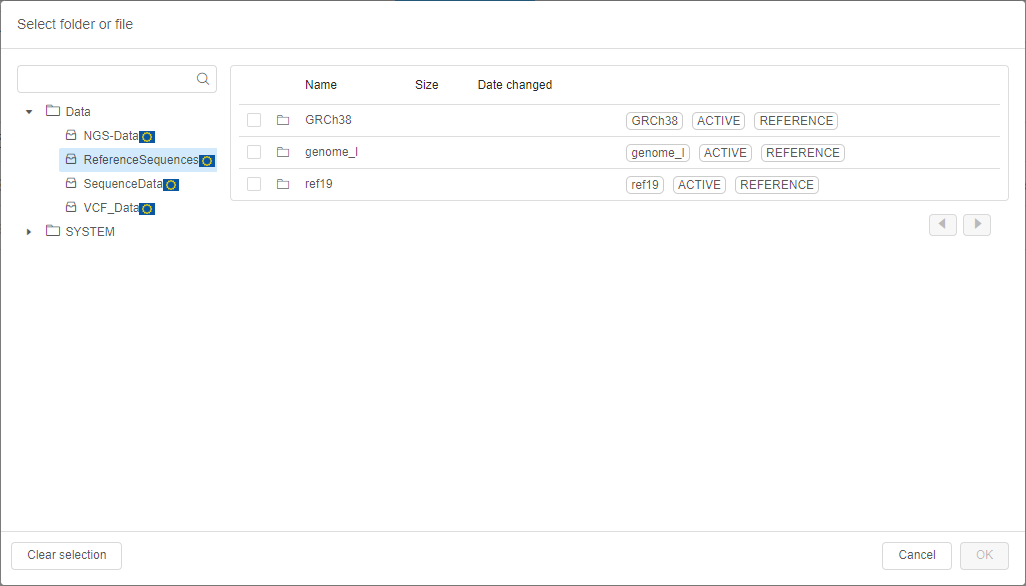 Select folder or file
Name Size Date changed
Data
NGS-Data
ReferenceSequences
SequenceData
VCF_Data
SYSTEM
GRCh38 GRCh38 ACTIVE REFERENCE
genome_l genome_l ACTIVE REFERENCE
ref19 ref19 ACTIVE REFERENCE
Clear selection Cancel OK